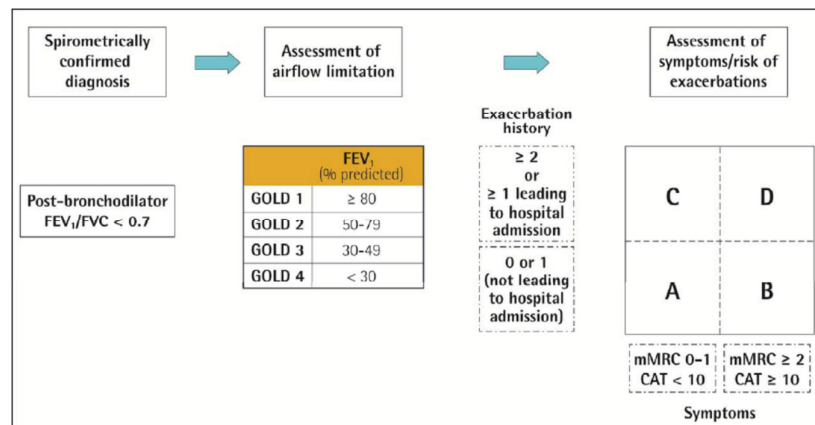 Spirometrically
confirmed
diagnosis
Assessment of
airflow limitation
Assessment of
symptoms/risk of
exacerbations
Post-bronchodilator
FEV₁/FVC < 0.7
FEV₁
(% predicted)
GOLD 1 ≥ 80
GOLD 2 50-79
GOLD 3 30-49
GOLD 4 < 30
Exacerbation
history
≥ 2
or
≥ 1 leading
to hospital
admission
0 or 1
(not leading
to hospital
admission)
C D
A B
mMRC 0-1
CAT < 10
mMRC ≥ 2
CAT ≥ 10
Symptoms